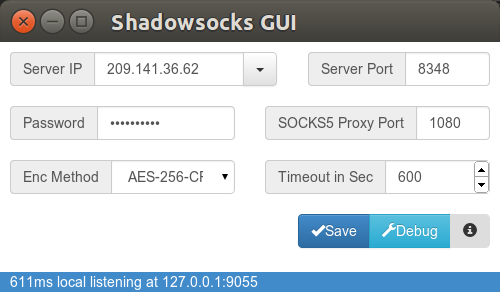 Shadowsocks GUI
Server IP 209.141.36.62 Server Port 8348
Password •••••••••• SOCKS5 Proxy Port 1080
Enc Method AES-256-CF Timeout in Sec 600
Save Debug
611ms local listening at 127.0.0.1:9055